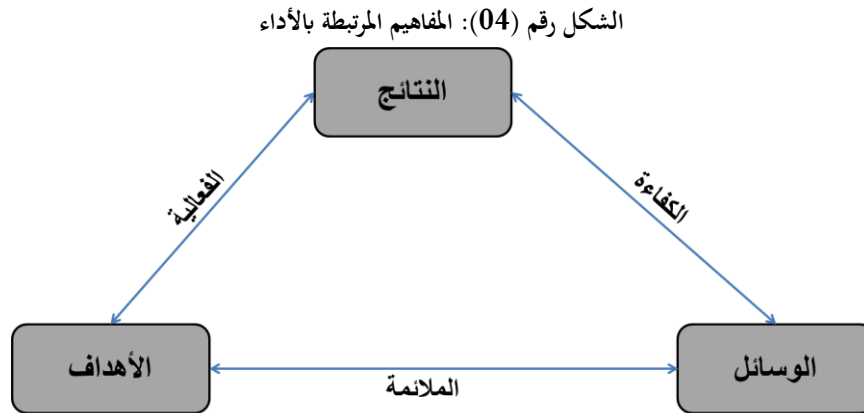 الشكل رقم (04): المفاهيم المرتبطة بالأداء
النتائج
الفعالية
الكفاءة
الأهداف
الملائمة
الوسائل